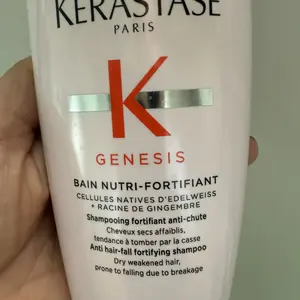 KERASTASE
PARIS
K
GENESIS
BAIN NUTRI-FORTIFIANT
CELLULES NATIVES D'EDELWEISS
+ RACINE DE GINGEMBRE
Shampooing fortifiant anti-chute
Cheveux secs affaiblis,
tendance à tomber par la casse
Anti hair-fall fortifying shampoo
Dry weakened hair,
prone to falling due to breakage